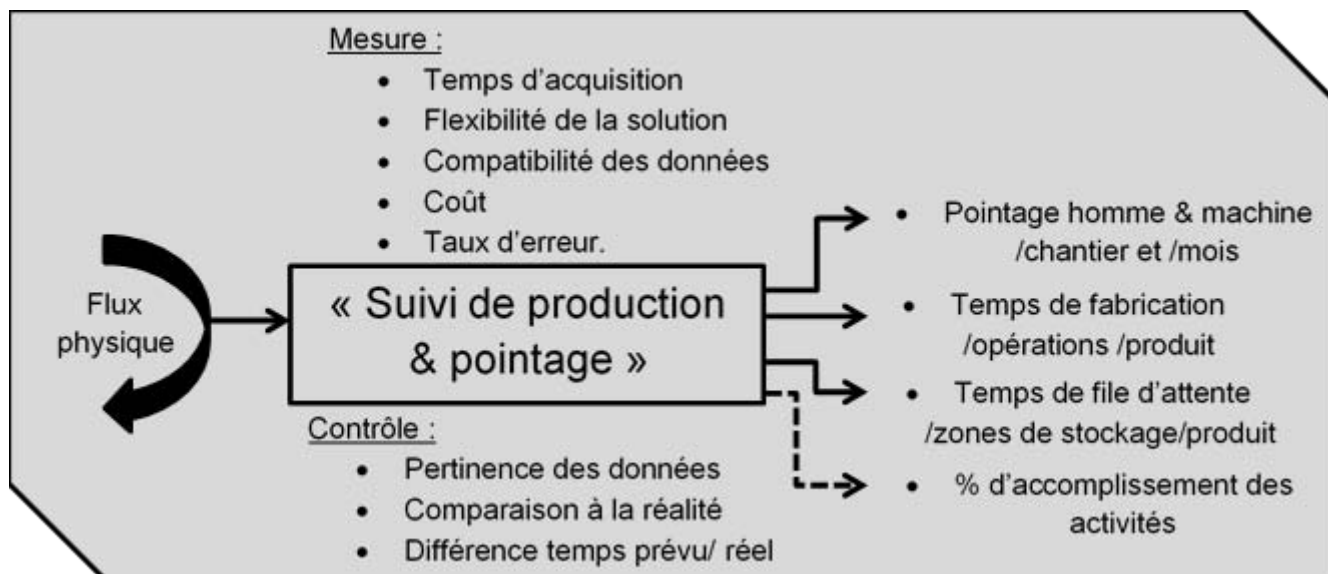 Mesure :
• Temps d'acquisition
• Flexibilité de la solution
• Compatibilité des données
• Coût
• Taux d'erreur.
Flux
physique
« Suivi de production
& pointage »
Contrôle :
• Pertinence des données
• Comparaison à la réalité
• Différence temps prévu/ réel
• Pointage homme & machine
/chantier et /mois
• Temps de fabrication
/opérations /produit
• Temps de file d'attente
/zones de stockage/produit
• % d'accomplissement des
activités